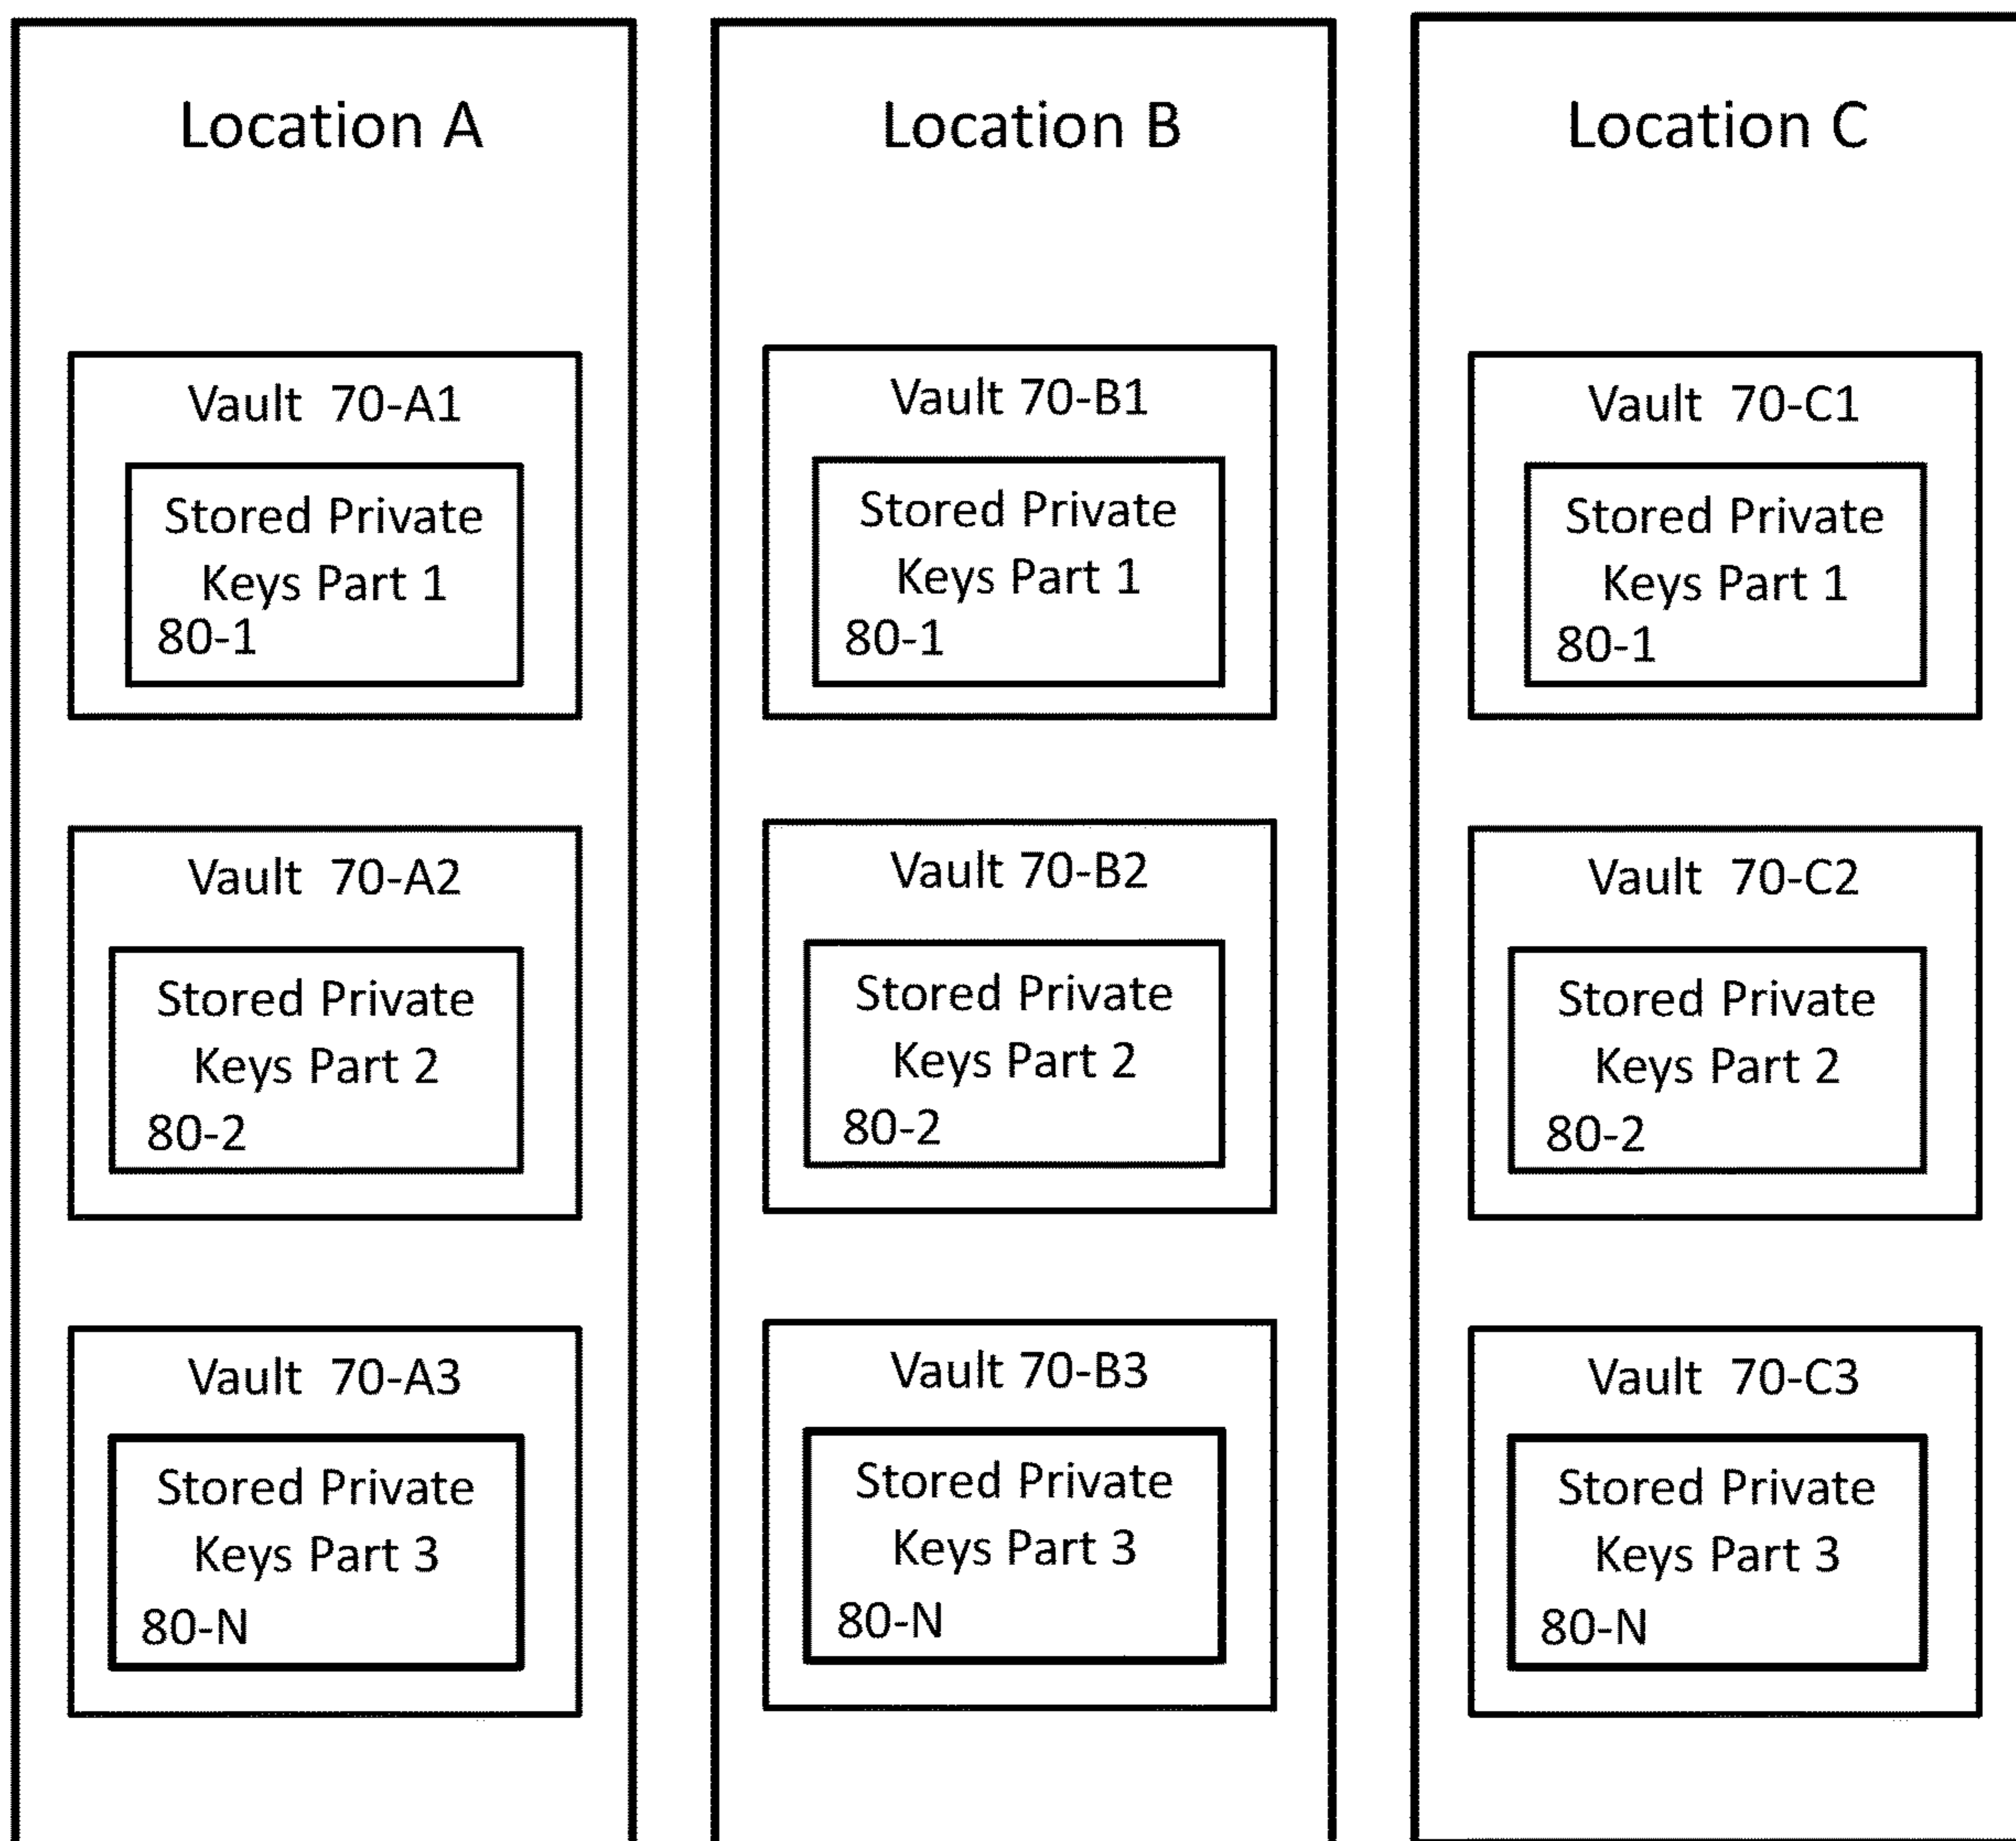 Location A
Vault 70-A1
Stored Private
Keys Part 1
80-1
Vault 70-A2
Stored Private
Keys Part 2
80-2
Vault 70-A3
Stored Private
Keys Part 3
80-N
Location B
Vault 70-B1
Stored Private
Keys Part 1
80-1
Vault 70-B2
Stored Private
Keys Part 2
80-2
Vault 70-B3
Stored Private
Keys Part 3
80-N
Location C
Vault 70-C1
Stored Private
Keys Part 1
80-1
Vault 70-C2
Stored Private
Keys Part 2
80-2
Vault 70-C3
Stored Private
Keys Part 3
80-N